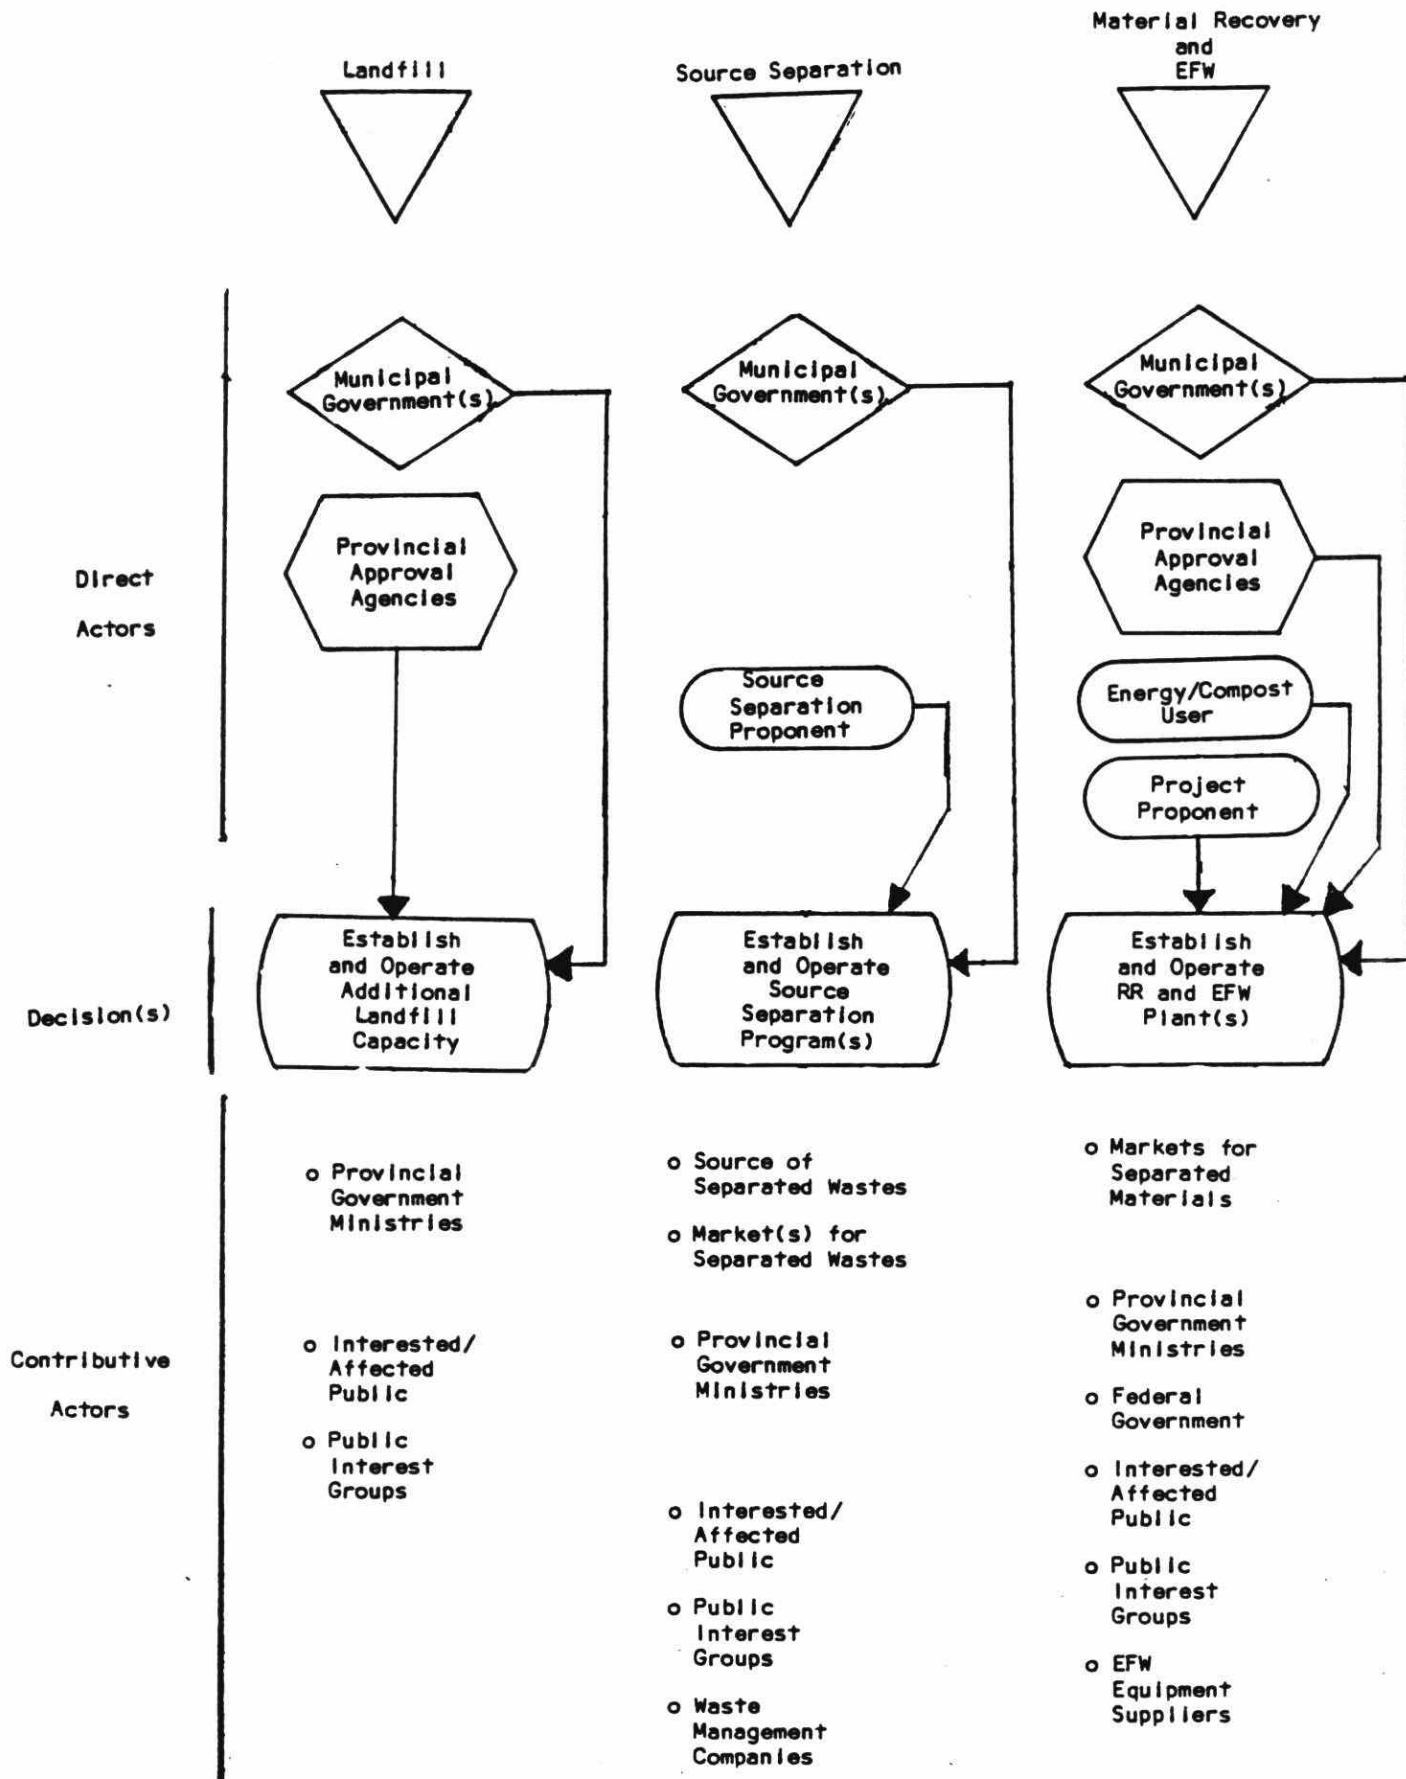 Landfill
Source Separation
Material Recovery
and
EFW
Direct
Actors
Municipal
Government(s)
Provincial
Approval
Agencies
Municipal
Government(s)
Source
Separation
Proponent
Municipal
Government(s)
Provincial
Approval
Agencies
Energy/Compost
User
Project
Proponent
Decision(s)
Establish
and Operate
Additional
Landfill
Capacity
Establish
and Operate
Source
Separation
Program(s)
Establish
and Operate
RR and EFW
Plant(s)
Contributive
Actors
o Provincial
Government
Ministries
o Interested/
Affected
Public
o Public
Interest
Groups
o Source of
Separated Wastes
o Market(s) for
Separated Wastes
o Provincial
Government
Ministries
o Interested/
Affected
Public
o Public
Interest
Groups
o Waste
Management
Companies
o Markets for
Separated
Materials
o Provincial
Government
Ministries
o Federal
Government
o Interested/
Affected
Public
o Public
Interest
Groups
o EFW
Equipment
Suppliers